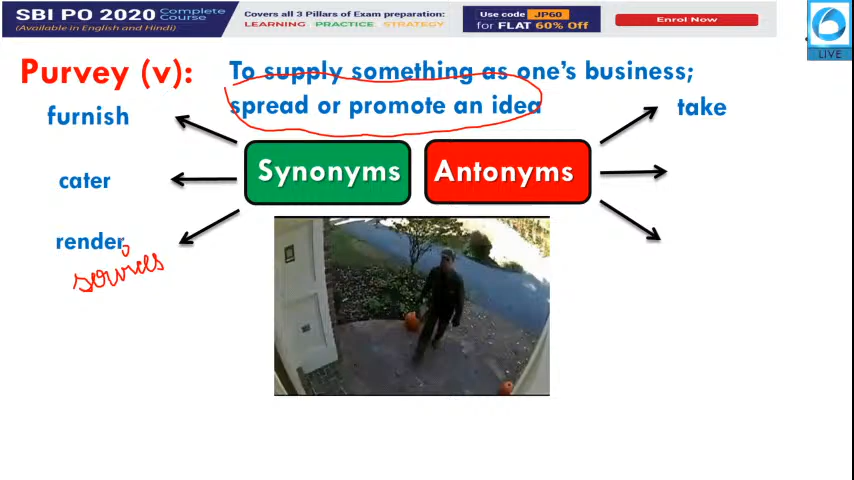 SBI PO 2020 Complete Course
(Available in English and Hindi)
Covers all 3 Pillars of Exam preparation:
LEARNING PRACTICE STRATEGY
Use code JP60
for FLAT 60% Off
Enrol Now
LIVE
Purvey (v): To supply something as one's business;
spread or promote an idea
furnish
take
Synonyms
Antonyms
cater
render
services